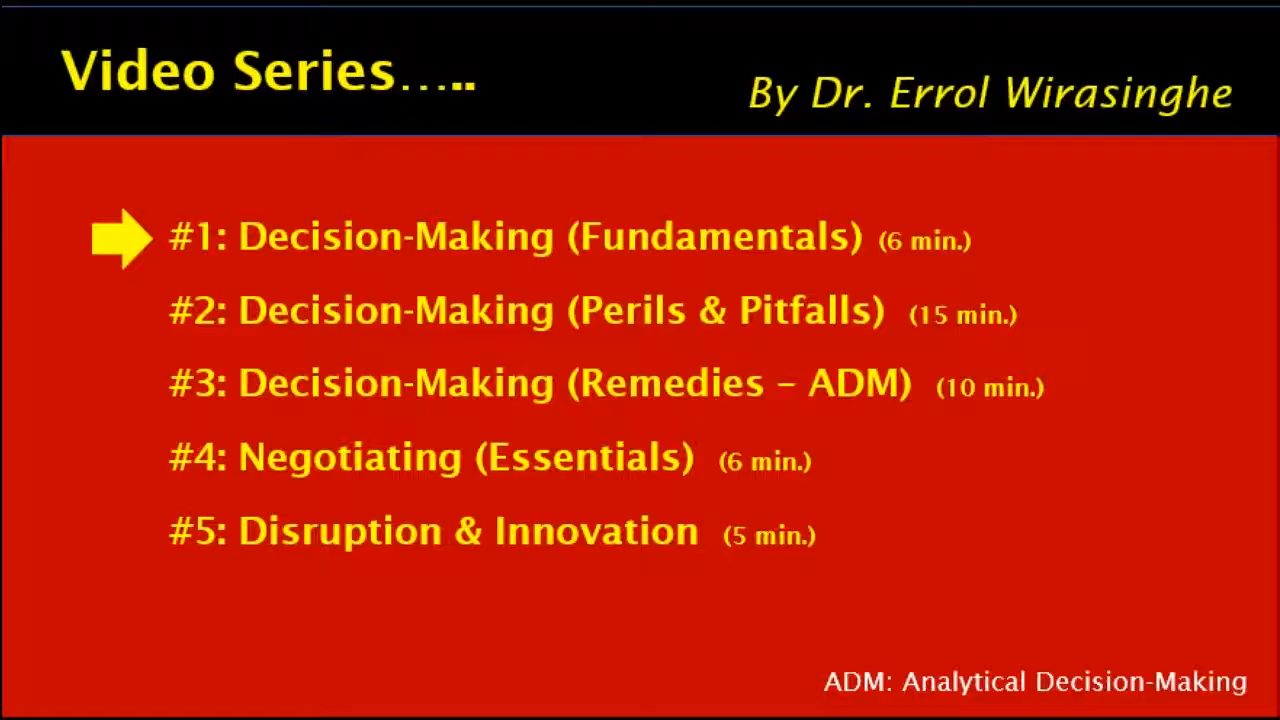 Video Series…..
By Dr. Errol Wirasinghe
#1: Decision-Making (Fundamentals) (6 min.)
#2: Decision-Making (Perils & Pitfalls) (15 min.)
#3: Decision-Making (Remedies – ADM) (10 min.)
#4: Negotiating (Essentials) (6 min.)
#5: Disruption & Innovation (5 min.)
ADM: Analytical Decision-Making